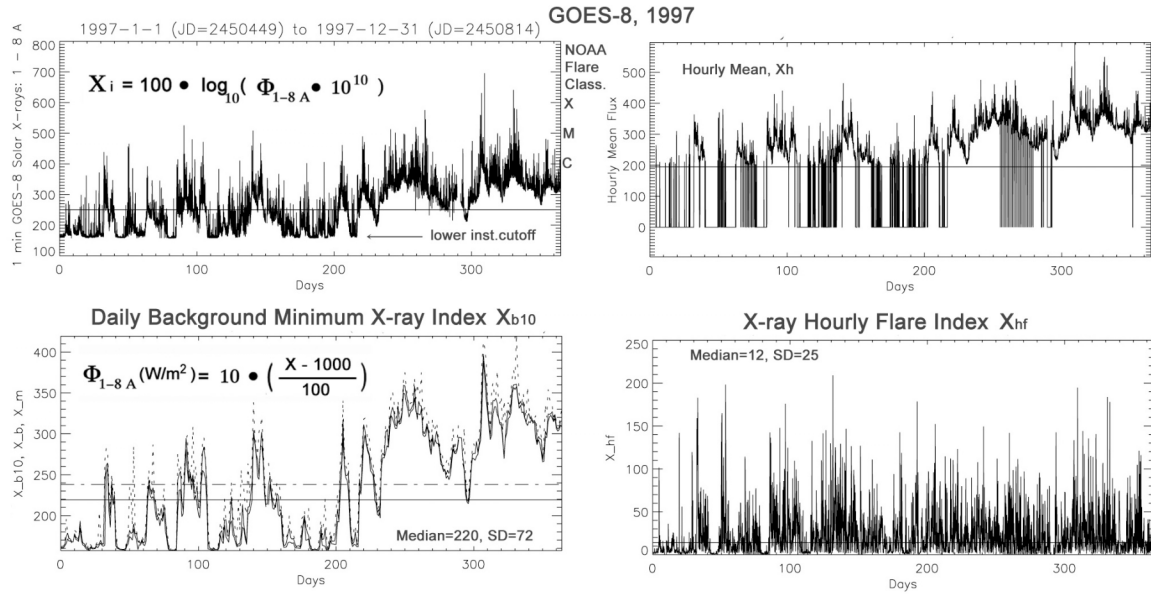 GOES-8, 1997
1997-1-1 (JD=2450449) to 1997-12-31 (JD=2450814)
1 min GOES-8 Solar X-rays: 1 - 8 A
800
700
600
500
400
300
200
100
X i = 100 • log10 ( Φ1–8 A • 10^10 )
lower inst.cutoff
0 100 200 300
Days
NOAA
Flare
Class.
X
M
C
Hourly Mean Flux
500
400
300
200
100
0
Hourly Mean, Xh
0 100 200 300
Days
Daily Background Minimum X-ray Index Xb10
X_b10, X_b, X_m
400
350
300
250
200
Φ1–8 A (W/m²) = 10 • ( X - 1000 / 100 )
Median=220, SD=72
0 100 200 300
Days
X-ray Hourly Flare Index Xhf
X_hf
250
200
150
100
50
0
Median=12, SD=25
0 100 200 300
Days